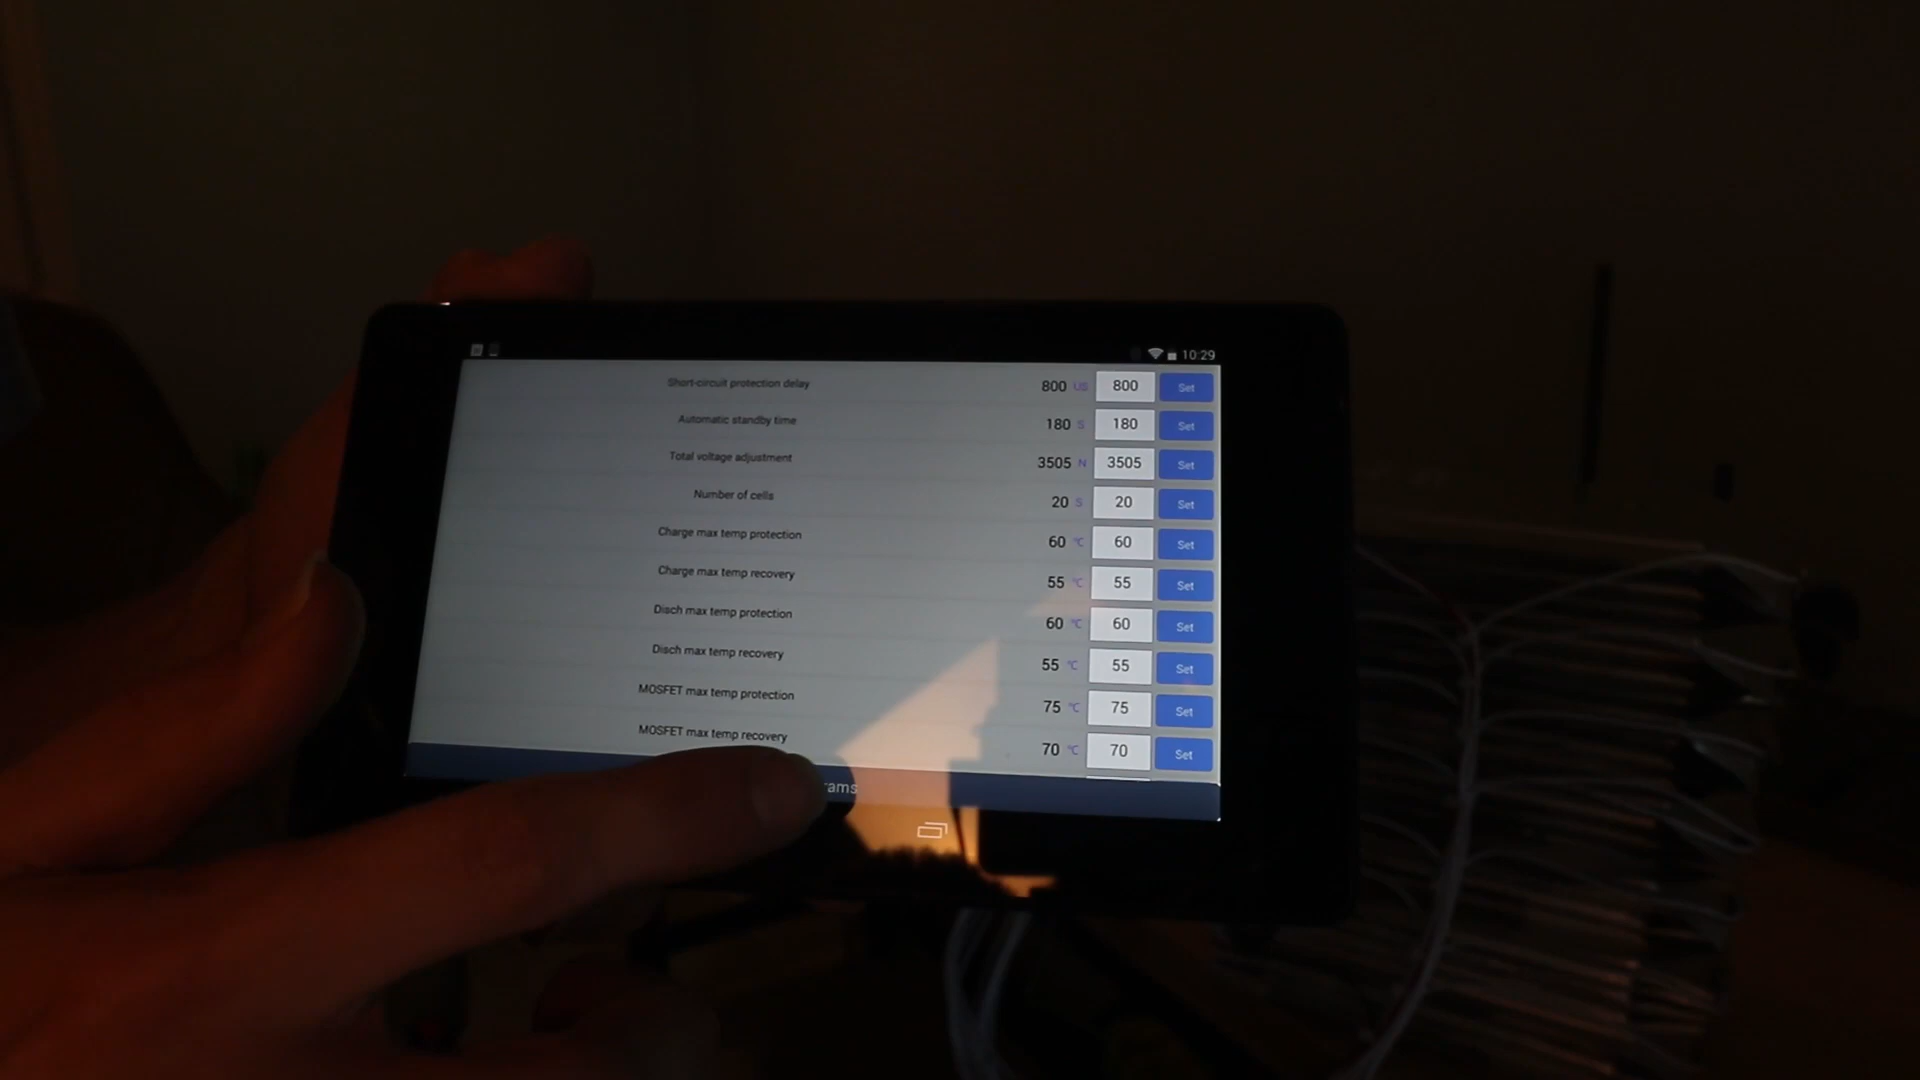 10:29
Short-circuit protection delay 800 US 800 Set
Automatic standby time 180 S 180 Set
Total voltage adjustment 3505 N 3505 Set
Number of cells 20 S 20 Set
Charge max temp protection 60 °C 60 Set
Charge max temp recovery 55 °C 55 Set
Disch max temp protection 60 °C 60 Set
Disch max temp recovery 55 °C 55 Set
MOSFET max temp protection 75 °C 75 Set
MOSFET max temp recovery 70 °C 70 Set
rams